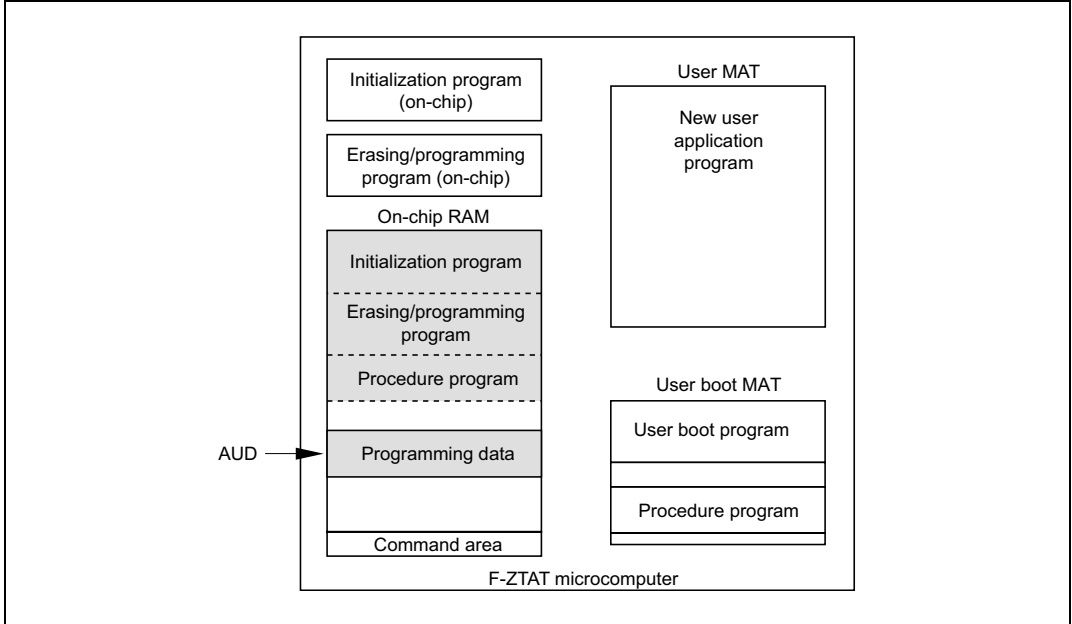 Initialization program
(on-chip)
Erasing/programming
program (on-chip)
On-chip RAM
Initialization program
Erasing/programming
program
Procedure program
AUD
Programming data
Command area
User MAT
New user
application
program
User boot MAT
User boot program
Procedure program
F-ZTAT microcomputer